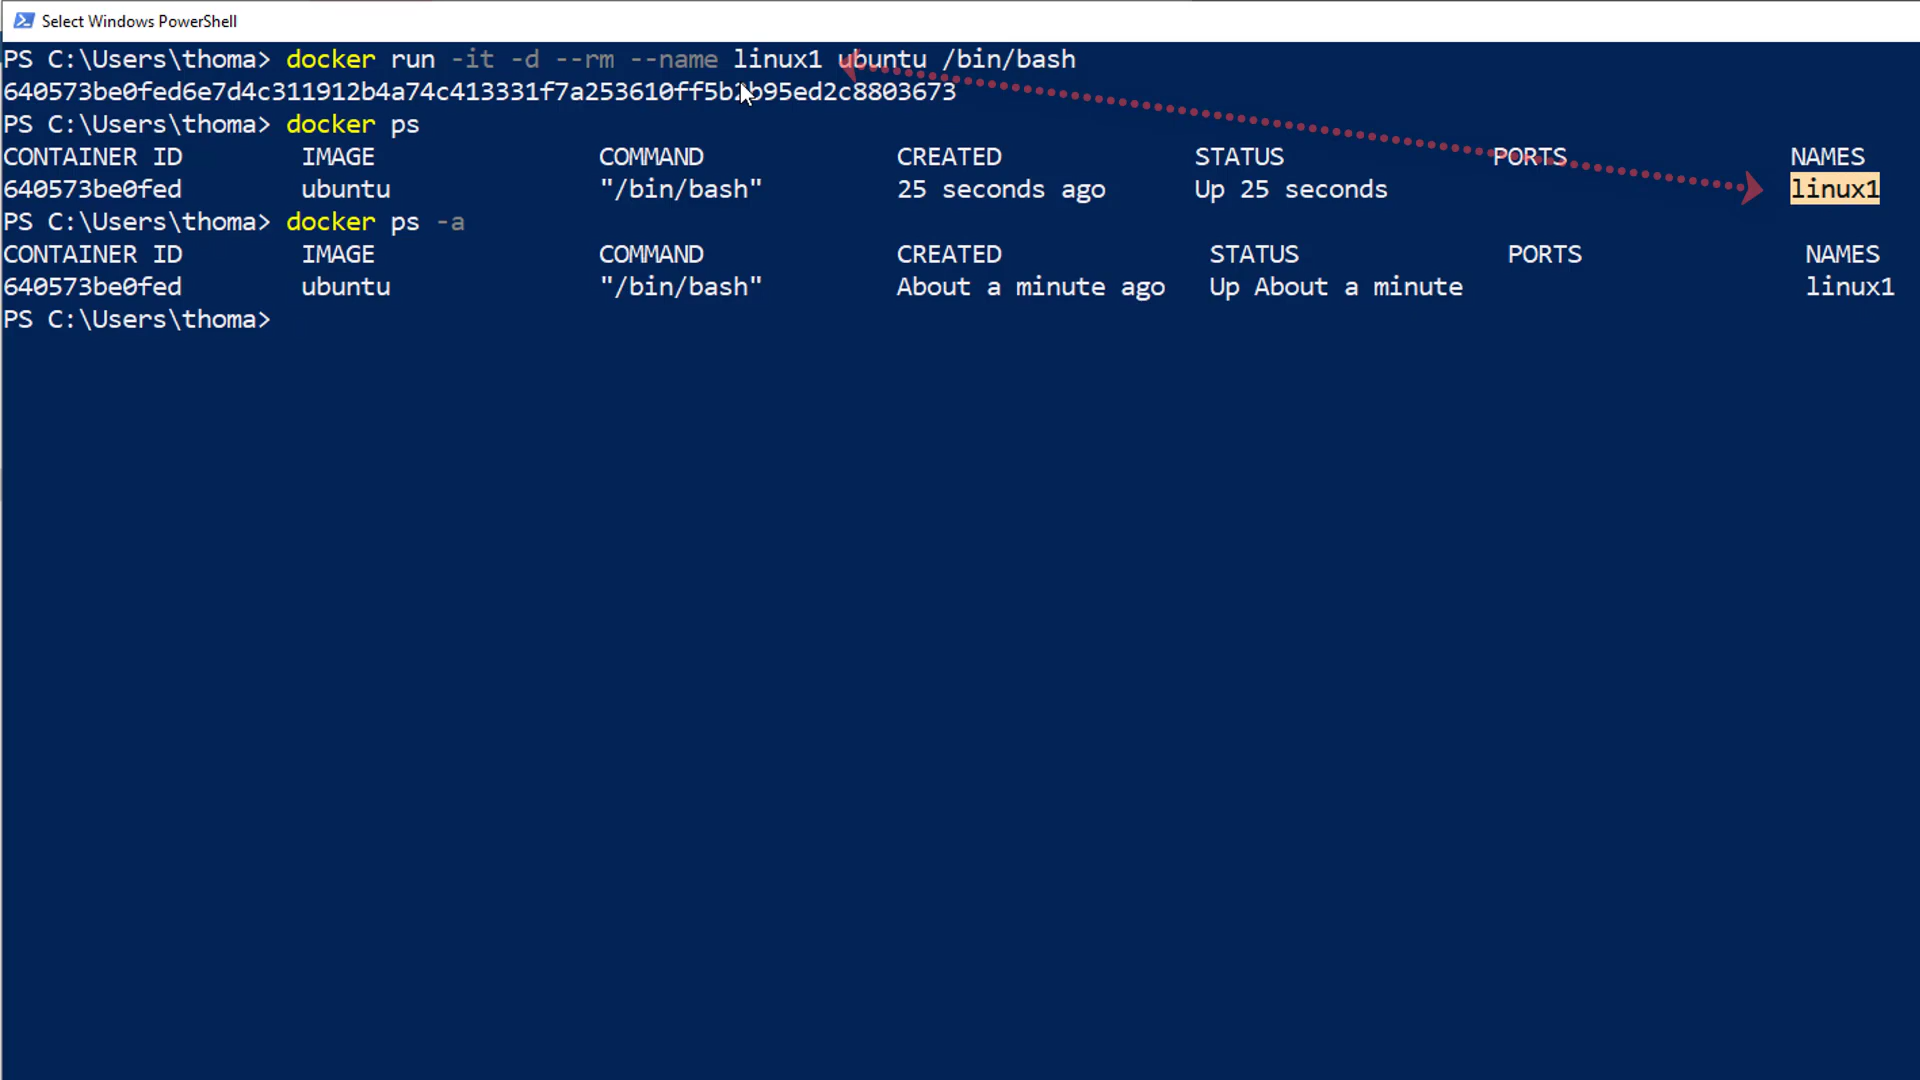 Select Windows PowerShell
PS C:\Users\thoma> docker run -it -d --rm --name linux1 ubuntu /bin/bash
640573be0fed6e7d4c311912b4a74c413331f7a253610ff5b2b95ed2c8803673
PS C:\Users\thoma> docker ps
CONTAINER ID IMAGE COMMAND CREATED STATUS PORTS NAMES
640573be0fed ubuntu "/bin/bash" 25 seconds ago Up 25 seconds linux1
PS C:\Users\thoma> docker ps -a
CONTAINER ID IMAGE COMMAND CREATED STATUS PORTS NAMES
640573be0fed ubuntu "/bin/bash" About a minute ago Up About a minute linux1
PS C:\Users\thoma>